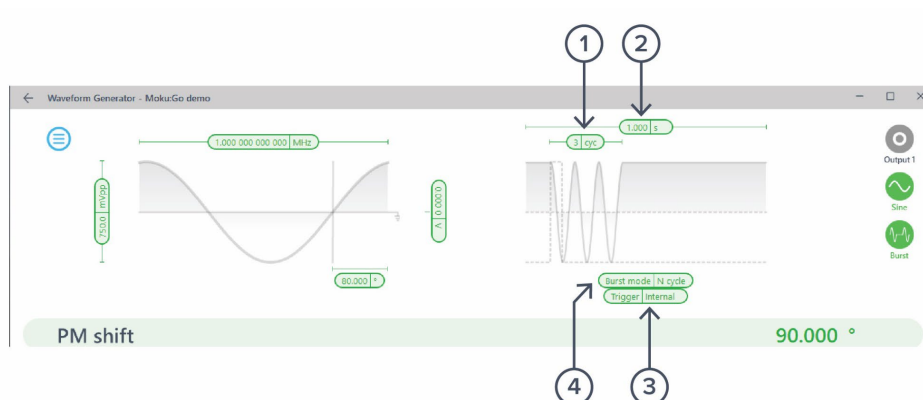 1 2
Waveform Generator - Moku:Go demo
1.000 s
1.000 000 000 000 MHz
3 cyc
Output 1
750.0 mVpp
0.000 0 V
Sine
Burst
80.000 °
Burst mode N cycle
Trigger Internal
PM shift 90.000 °
4 3